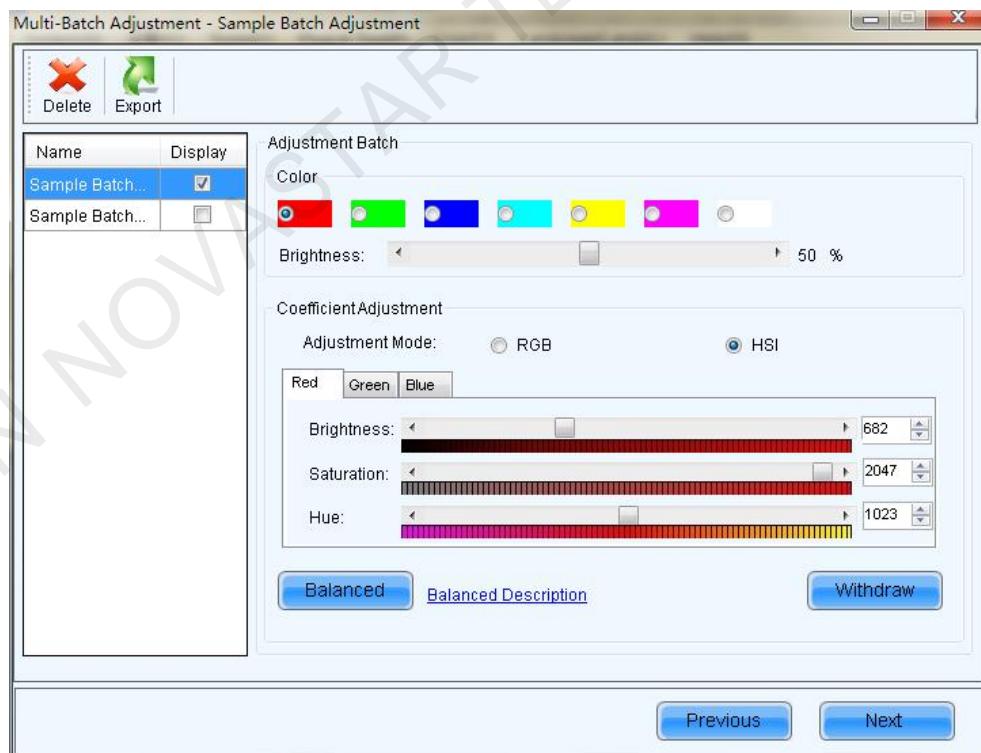 Multi-Batch Adjustment - Sample Batch Adjustment
Delete Export
Name Display
Sample Batch...
Sample Batch...
Adjustment Batch
Color
Brightness: 50 %
Coefficient Adjustment
Adjustment Mode: RGB HSI
Red Green Blue
Brightness: 682
Saturation: 2047
Hue: 1023
Balanced Balanced Description Withdraw
Previous Next
N NOVASTAR TE